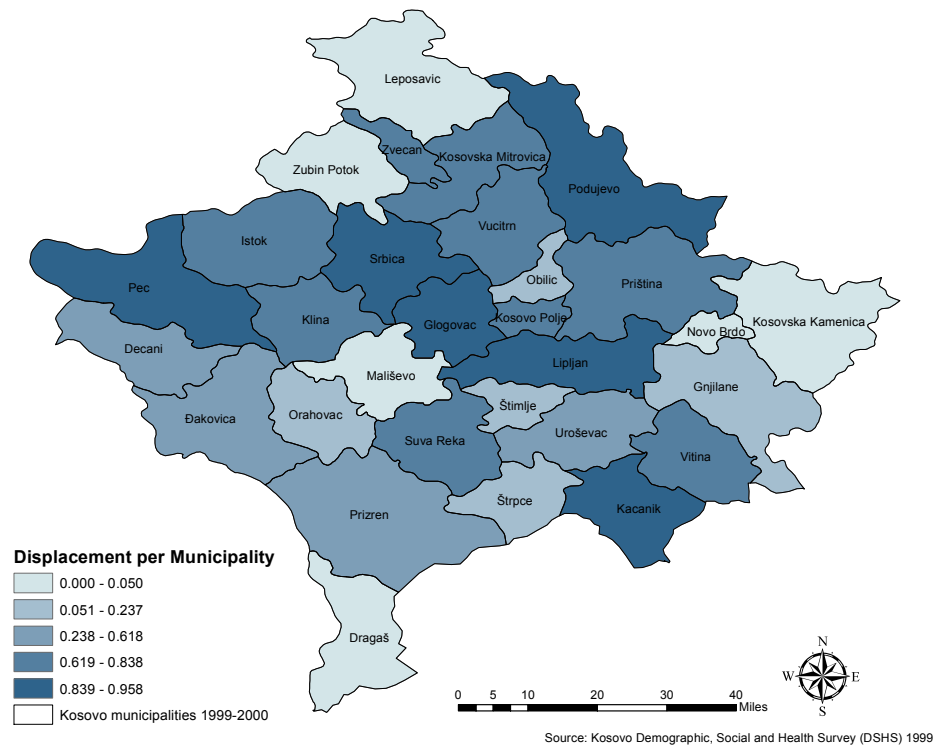 Leposavic
Zvecan
Kosovska Mitrovica
Zubin Potok
Podujevo
Vucitrn
Istok
Srbica
Obilic
Priština
Pec
Klina
Glogovac
Kosovo Polje
Kosovska Kamenica
Novo Brdo
Decani
Mališevo
Lipljan
Gnjilane
Đakovica
Orahovac
Štimlje
Suva Reka
Uroševac
Vitina
Štrpce
Prizren
Kacanik
Dragaš
Displacement per Municipality
0.000 - 0.050
0.051 - 0.237
0.238 - 0.618
0.619 - 0.838
0.839 - 0.958
Kosovo municipalities 1999-2000
N
W E
S
0 5 10 20 30 40
Miles
Source: Kosovo Demographic, Social and Health Survey (DSHS) 1999